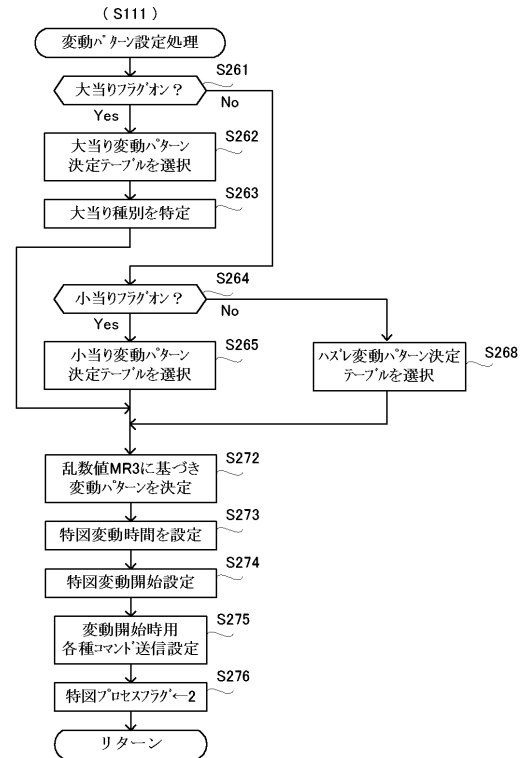 (S111)
変動パターン設定処理
S261
大当りフラグオン?
No
Yes
S262
大当り変動パターン
決定テーブルを選択
S263
大当り種別を特定
S264
小当りフラグオン?
No
Yes
S265
小当り変動パターン
決定テーブルを選択
S268
ハズレ変動パターン決定
テーブルを選択
S272
乱数値MR3に基づき
変動パターンを決定
S273
特図変動時間を設定
S274
特図変動開始設定
S275
変動開始時用
各種コマンド送信設定
S276
特図プロセスフラグ←2
リターン